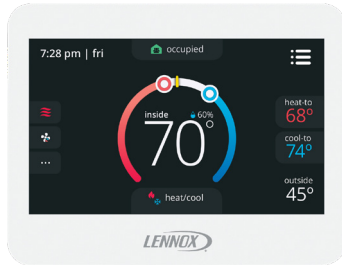 7:28 pm | fri
occupied
inside
60%
70°
heat-to
68°
cool-to
74°
outside
45°
heat/cool
LENNOX